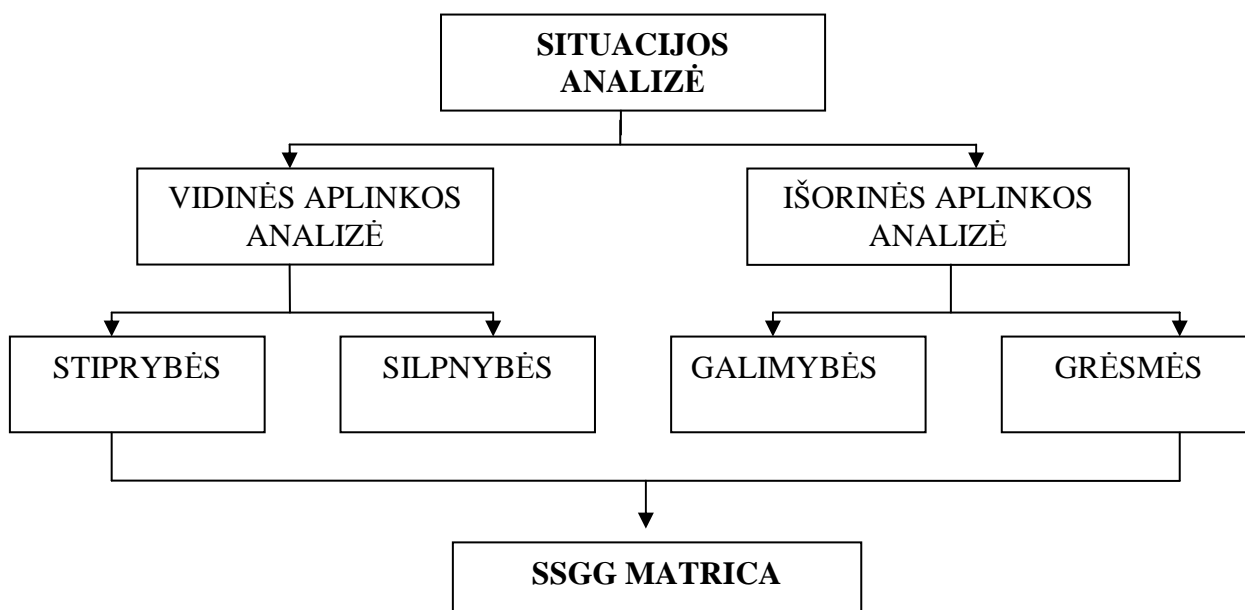 SITUACIJOS
ANALIZĖ
VIDINĖS APLINKOS
ANALIZĖ
IŠORINĖS APLINKOS
ANALIZĖ
STIPRYBĖS
SILPNYBĖS
GALIMYBĖS
GRĖSMĖS
SSGG MATRICA